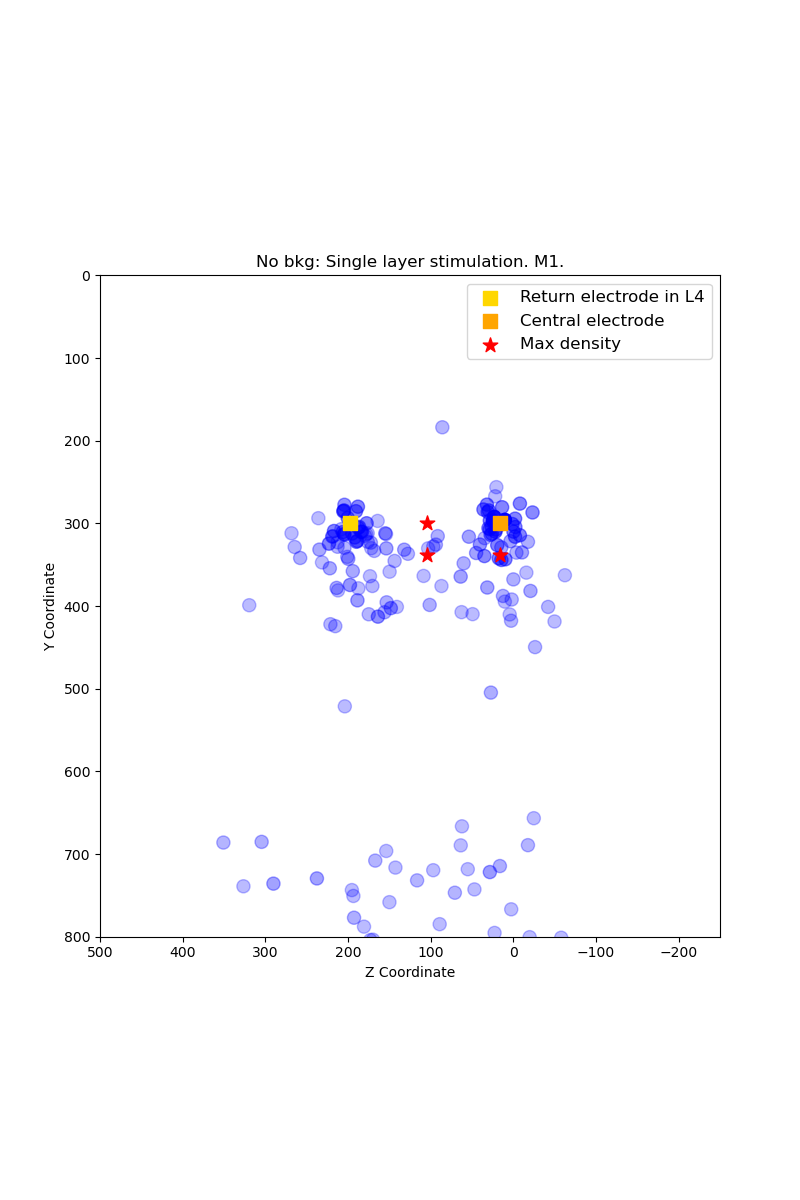 No bkg: Single layer stimulation. M1.
Return electrode in L4
Central electrode
Max density
0
100
200
300
400
500
600
700
800
Y Coordinate
500
400
300
200
100
0
−100
−200
Z Coordinate